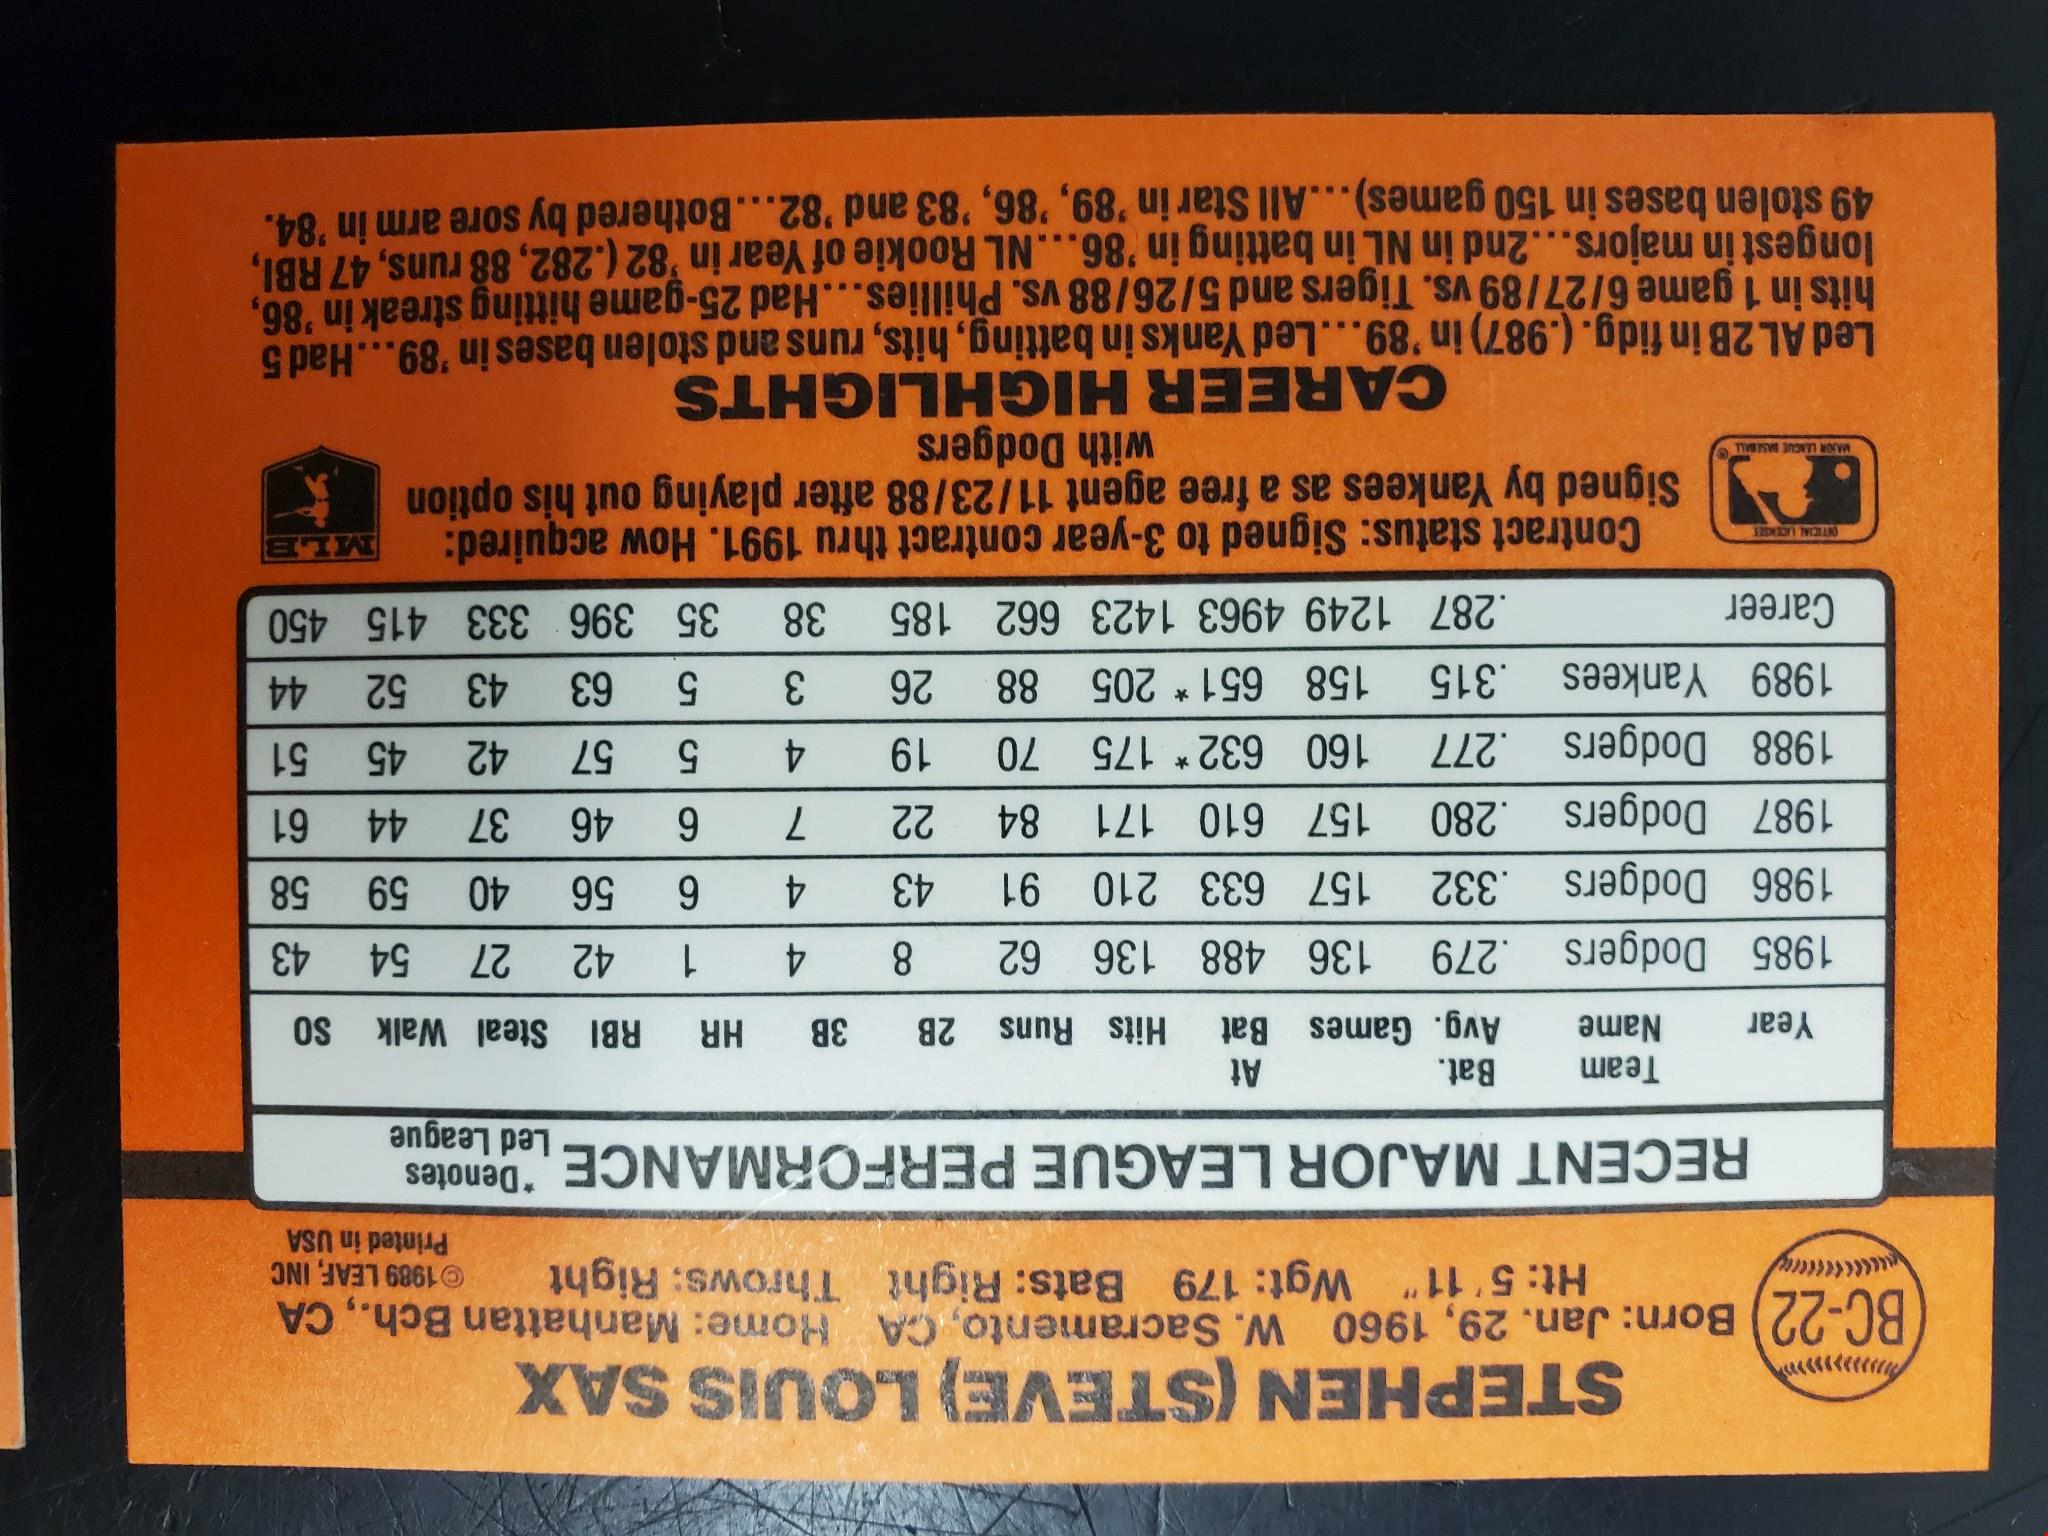 STEPHEN (STEVE) LOUIS SAX
BC-22
Born: Jan. 29, 1960 W. Sacramento, CA Home: Manhattan Bch., CA
Ht: 5'11" Wgt: 179 Bats: Right Throws: Right
©1989 LEAF, INC
Printed in USA
RECENT MAJOR LEAGUE PERFORMANCE *Denotes Led League
Year Team Name Bat. Avg. Games At Bat Hits Runs 2B 3B HR RBI Steal Walk SO
1985 Dodgers .279 136 488 136 62 8 4 1 42 27 54 43
1986 Dodgers .332 157 633 210 91 43 4 6 56 40 59 58
1987 Dodgers .280 157 610 171 84 22 7 6 46 37 44 61
1988 Dodgers .277 160 632* 175 70 19 4 5 57 42 45 51
1989 Yankees .315 158 651* 205 88 26 3 5 63 43 52 44
Career .287 1249 4963 1423 662 185 38 35 396 333 415 450
OFFICIAL LICENSEE
MAJOR LEAGUE BASEBALL
Contract status: Signed to 3-year contract thru 1991. How acquired:
Signed by Yankees as a free agent 11/23/88 after playing out his option
with Dodgers
MLB
CAREER HIGHLIGHTS
Led AL 2B in fldg. (.987) in '89...Led Yanks in batting, hits, runs and stolen bases in '89...Had 5
hits in 1 game 6/27/89 vs. Tigers and 5/26/88 vs. Phillies...Had 25-game hitting streak in '86,
longest in majors...2nd in NL in batting in '86...NL Rookie of Year in '82 (.282, 88 runs, 47 RBI,
49 stolen bases in 150 games)...All Star in '89, '86, '83 and '82...Bothered by sore arm in '84.